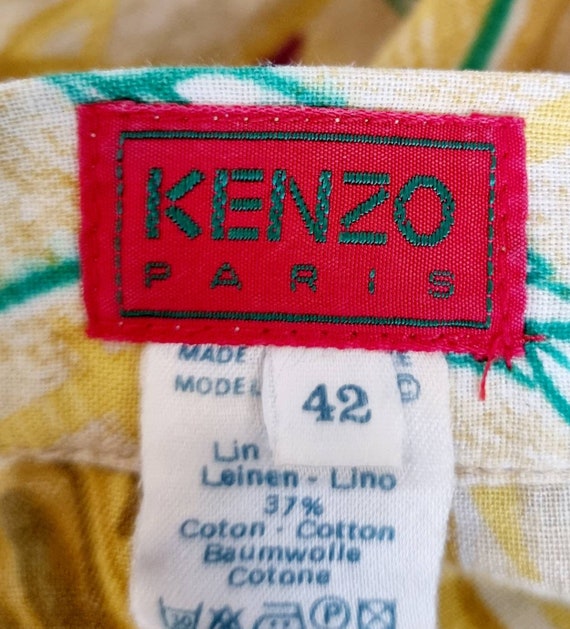 KENZO
PARIS
MADE
MODEL
42
Lin
Leinen - Lino
37%
Coton - Cotton
Baumwolle
Cotone
P